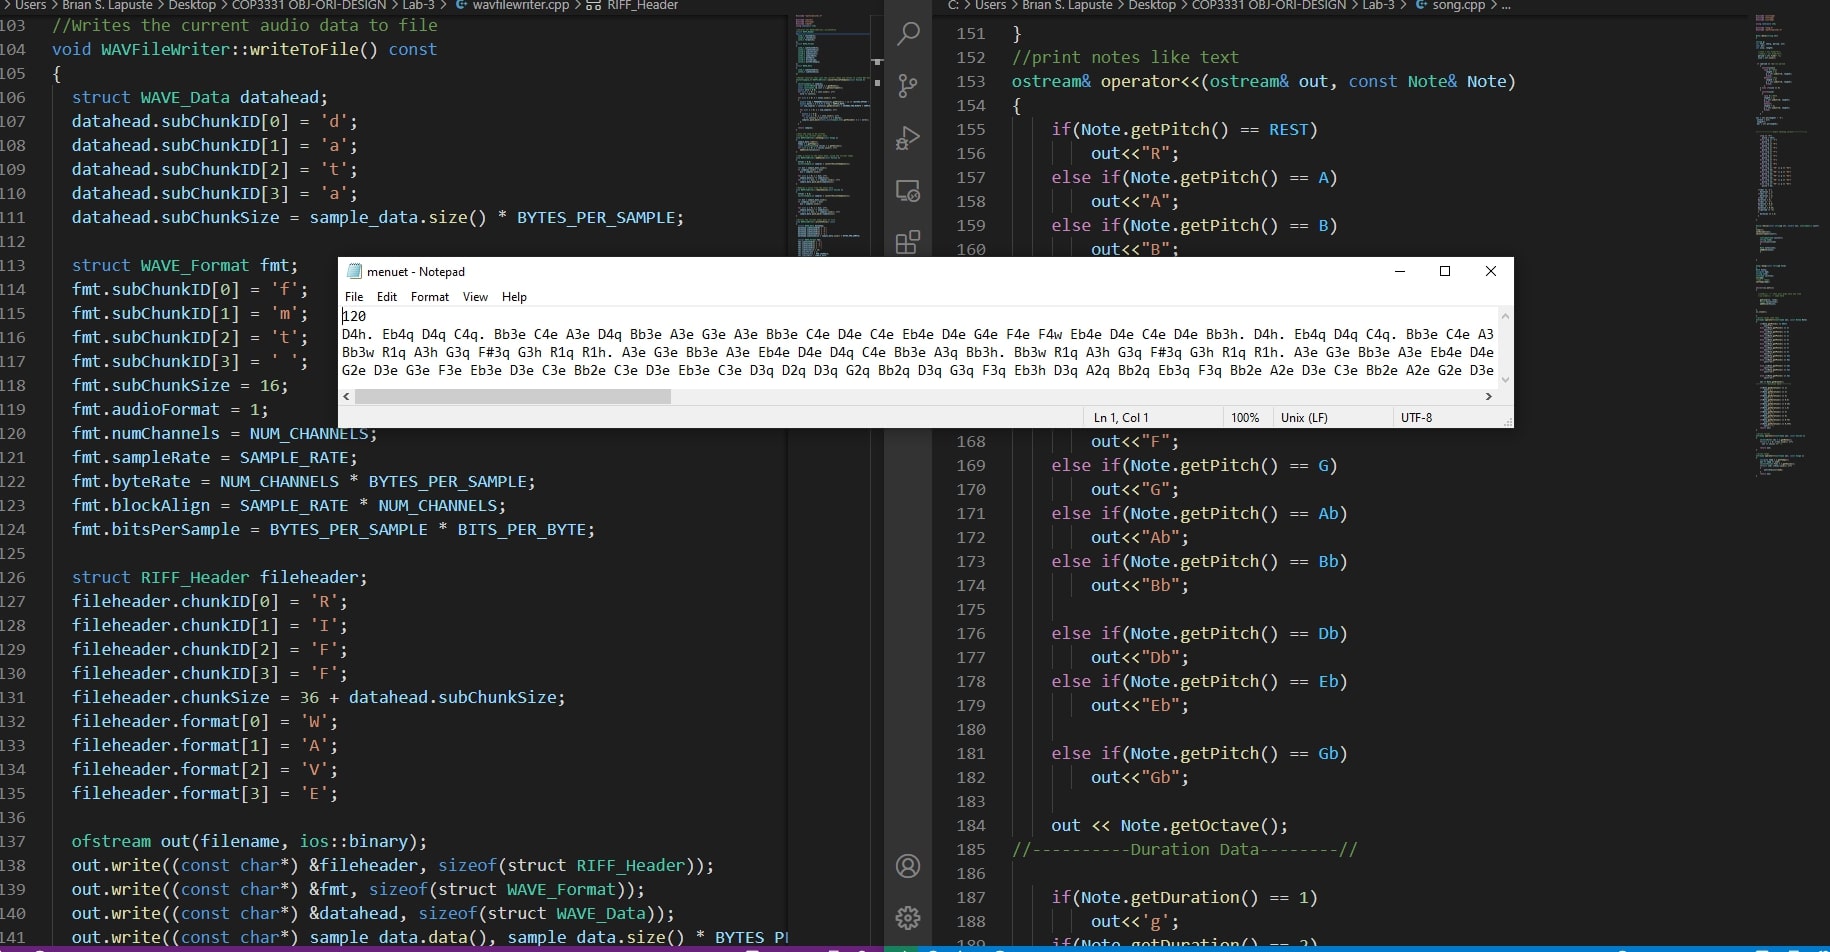 > Users > Brian S. Lapuste > Desktop > COP3331 OBJ-ORI-DESIGN > Lab-3 > wavfilewriter.cpp > RIFF_Header
103 //Writes the current audio data to file
104 void WAVFileWriter::writeToFile() const
105 {
106 struct WAVE_Data datahead;
107 datahead.subChunkID[0] = 'd';
108 datahead.subChunkID[1] = 'a';
109 datahead.subChunkID[2] = 't';
110 datahead.subChunkID[3] = 'a';
111 datahead.subChunkSize = sample_data.size() * BYTES_PER_SAMPLE;
112
113 struct WAVE_Format fmt;
114 fmt.subChunkID[0] = 'f';
115 fmt.subChunkID[1] = 'm';
116 fmt.subChunkID[2] = 't';
117 fmt.subChunkID[3] = ' ';
118 fmt.subChunkSize = 16;
119 fmt.audioFormat = 1;
120 fmt.numChannels = NUM_CHANNELS;
121 fmt.sampleRate = SAMPLE_RATE;
122 fmt.byteRate = NUM_CHANNELS * BYTES_PER_SAMPLE;
123 fmt.blockAlign = SAMPLE_RATE * NUM_CHANNELS;
124 fmt.bitsPerSample = BYTES_PER_SAMPLE * BITS_PER_BYTE;
125
126 struct RIFF_Header fileheader;
127 fileheader.chunkID[0] = 'R';
128 fileheader.chunkID[1] = 'I';
129 fileheader.chunkID[2] = 'F';
130 fileheader.chunkID[3] = 'F';
131 fileheader.chunkSize = 36 + datahead.subChunkSize;
132 fileheader.format[0] = 'W';
133 fileheader.format[1] = 'A';
134 fileheader.format[2] = 'V';
135 fileheader.format[3] = 'E';
136
137 ofstream out(filename, ios::binary);
138 out.write((const char*) &fileheader, sizeof(struct RIFF_Header));
139 out.write((const char*) &fmt, sizeof(struct WAVE_Format));
140 out.write((const char*) &datahead, sizeof(struct WAVE_Data));
141 out.write((const char*) sample_data.data(), sample_data.size() * BYTES_P
menuet - Notepad
File Edit Format View Help
120
D4h. Eb4q D4q C4q. Bb3e C4e A3e D4q Bb3e A3e G3e A3e Bb3e C4e D4e C4e Eb4e D4e G4e F4e F4w Eb4e D4e C4e D4e Bb3h. D4h. Eb4q D4q C4q. Bb3e C4e A3
Bb3w R1q A3h G3q F#3q G3h R1q R1h. A3e G3e Bb3e A3e Eb4e D4e D4q C4e Bb3e A3q Bb3h. Bb3w R1q A3h G3q F#3q G3h R1q R1h. A3e G3e Bb3e A3e Eb4e D4e
G2e D3e G3e F3e Eb3e D3e C3e Bb2e C3e D3e Eb3e C3e D3q D2q D3q G2q Bb2q D3q G3q F3q Eb3h D3q A2q Bb2q Eb3q F3q Bb2e A2e D3e C3e Bb2e A2e G2e D3e
Ln 1, Col 1 100% Unix (LF) UTF-8
C: > Users > Brian S. Lapuste > Desktop > COP3331 OBJ-ORI-DESIGN > Lab-3 > song.cpp > ...
151 }
152 //print notes like text
153 ostream& operator<<(ostream& out, const Note& Note)
154 {
155 if(Note.getPitch() == REST)
156 out<<"R";
157 else if(Note.getPitch() == A)
158 out<<"A";
159 else if(Note.getPitch() == B)
160 out<<"B";
168 out<<"F";
169 else if(Note.getPitch() == G)
170 out<<"G";
171 else if(Note.getPitch() == Ab)
172 out<<"Ab";
173 else if(Note.getPitch() == Bb)
174 out<<"Bb";
175
176 else if(Note.getPitch() == Db)
177 out<<"Db";
178 else if(Note.getPitch() == Eb)
179 out<<"Eb";
180
181 else if(Note.getPitch() == Gb)
182 out<<"Gb";
183
184 out << Note.getOctave();
185 //----------Duration Data--------//
186
187 if(Note.getDuration() == 1)
188 out<<'g';
189 else if(Note.getDuration() == 2)